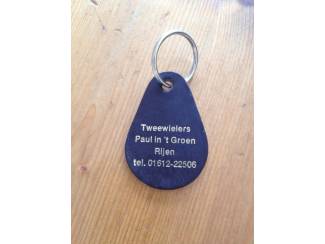 Tweewielers
Paul in 't Groen
Rijen
tel. 01612-22506